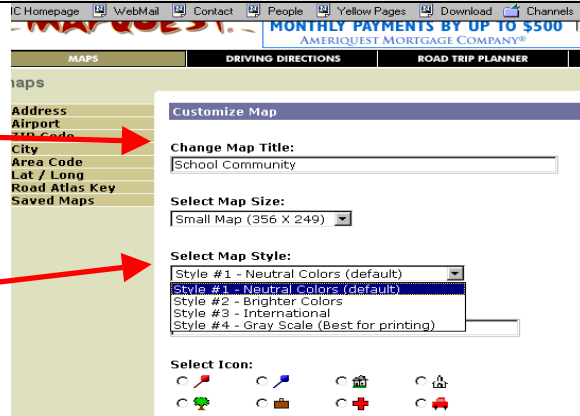 C Homepage WebMail Contact People Yellow Pages Download Channels
MAPQUEST.
MONTHLY PAYMENTS BY UP TO $500
AMERIQUEST MORTGAGE COMPANY®
MAPS DRIVING DIRECTIONS ROAD TRIP PLANNER
maps
Address
Airport
ZIP Code
City
Area Code
Lat / Long
Road Atlas Key
Saved Maps
Customize Map
Change Map Title:
School Community
Select Map Size:
Small Map (356 X 249)
Select Map Style:
Style #1 - Neutral Colors (default)
Style #1 - Neutral Colors (default)
Style #2 - Brighter Colors
Style #3 - International
Style #4 - Gray Scale (Best for printing)
Select Icon: